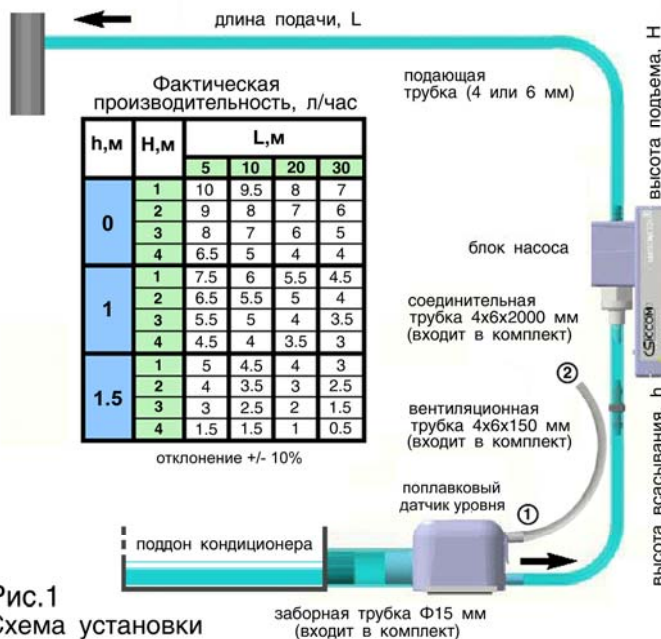 длина подачи, L
Фактическая
производительность, л/час
h,м H,м L,м
5 10 20 30
0
1 10 9.5 8 7
2 9 8 7 6
3 8 7 6 5
4 6.5 5 4 4
1
1 7.5 6 5.5 4.5
2 6.5 5.5 5 4
3 5.5 5 4 3.5
4 4.5 4 3.5 3
1.5
1 5 4.5 4 3
2 4 3.5 3 2.5
3 3 2.5 2 1.5
4 1.5 1.5 1 0.5
отклонение +/- 10%
подающая
трубка (4 или 6 мм)
высота подъема, H
блок насоса
SICCOM
соединительная
трубка 4x6x2000 мм
(входит в комплект)
2
вентиляционная
трубка 4x6x150 мм
(входит в комплект)
высота всасывания h
поплавковый
датчик уровня
1
поддон кондиционера
заборная трубка Ф15 мм
(входит в комплект)
Рис.1
Схема установки